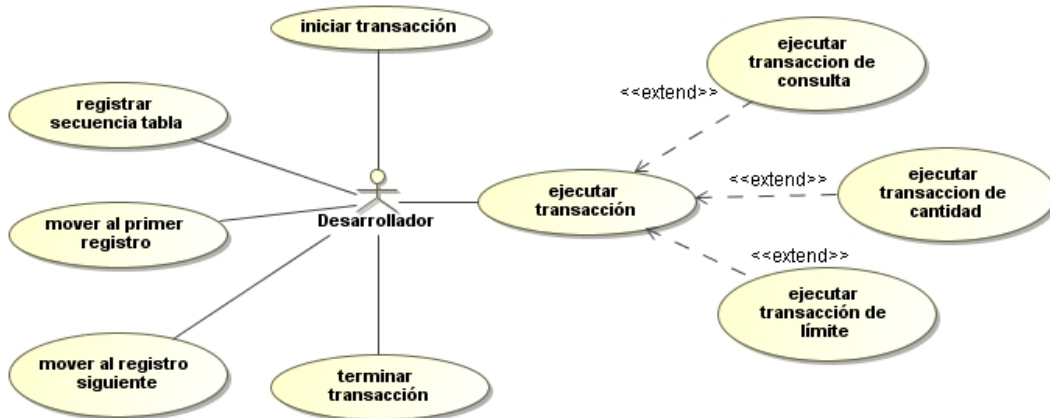 iniciar transacción
ejecutar
transaccion de
consulta
<<extend>>
registrar
secuencia tabla
ejecutar
transaccion de
cantidad
<<extend>>
ejecutar
transacción
Desarrollador
mover al primer
registro
<<extend>>
ejecutar
transacción de
límite
mover al registro
siguiente
terminar
transacción